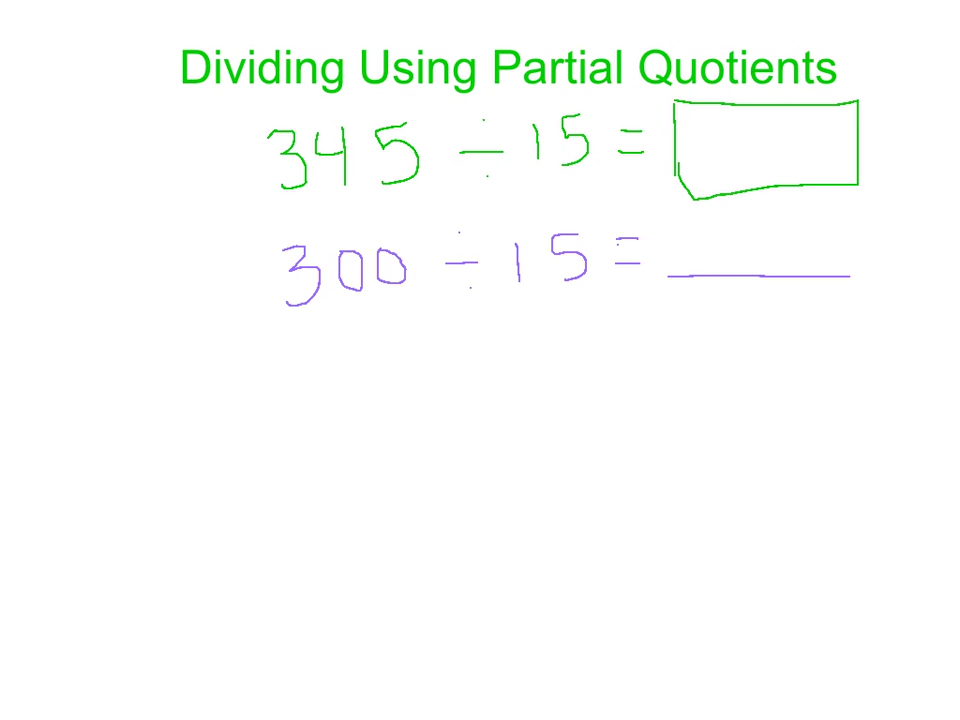 Dividing Using Partial Quotients
345 ÷ 15 =
300 ÷ 15 =